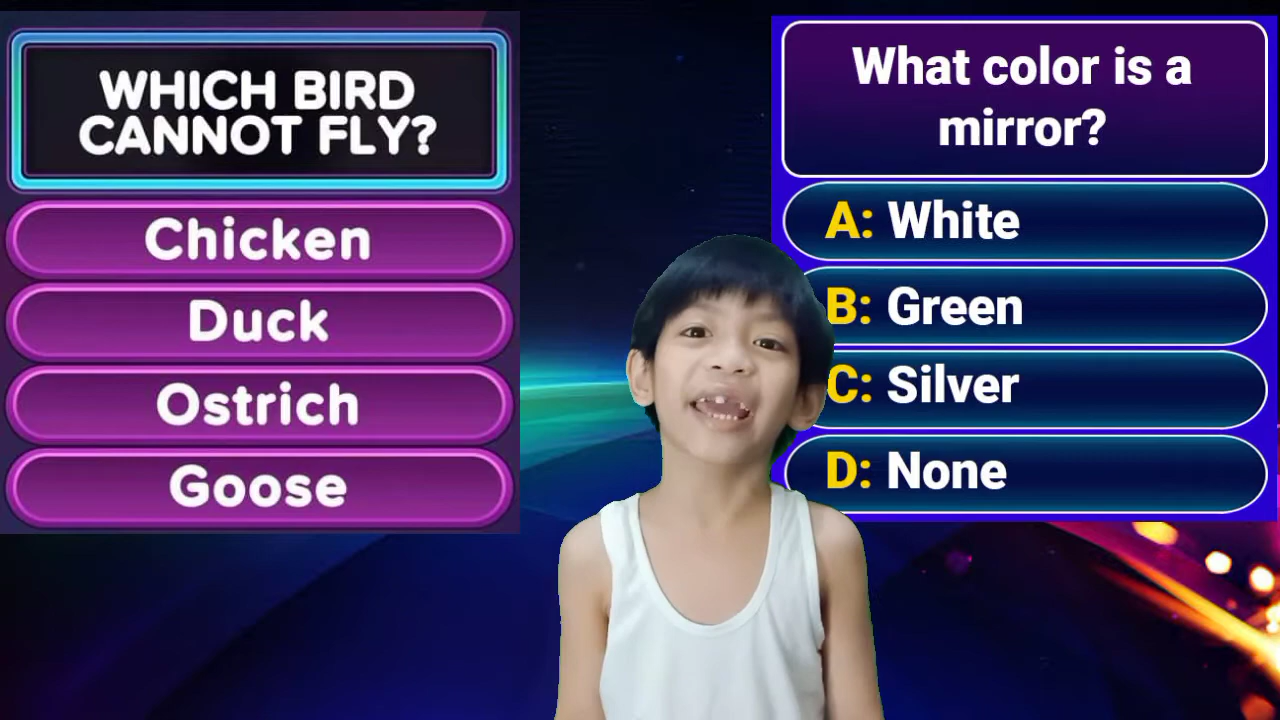 WHICH BIRD
CANNOT FLY?
Chicken
Duck
Ostrich
Goose
What color is a
mirror?
A: White
B: Green
C: Silver
D: None